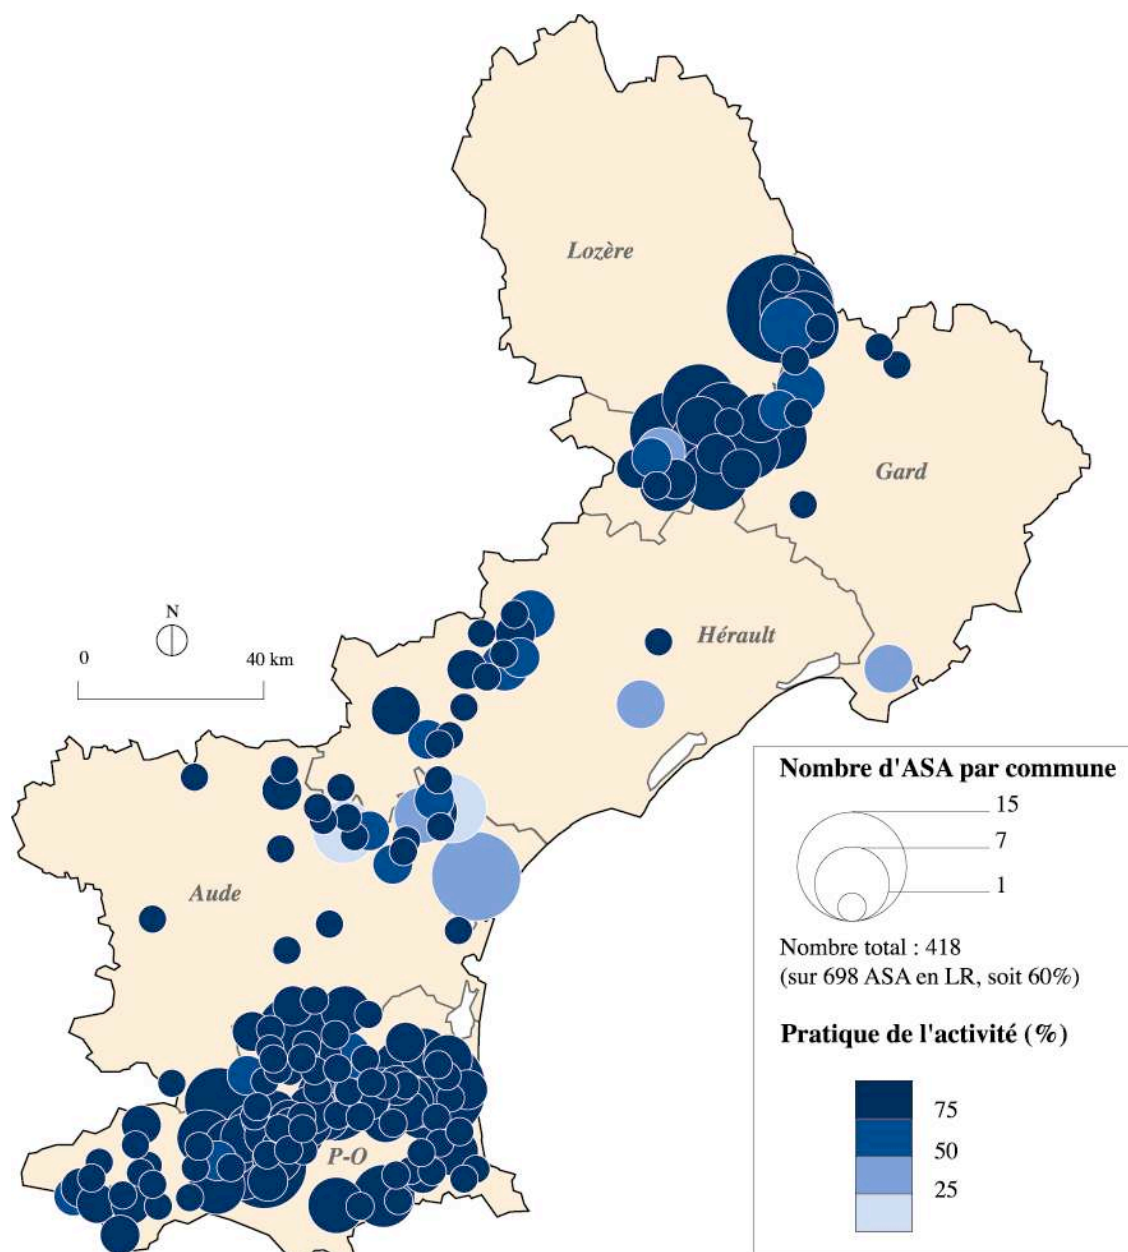 Lozère
Gard
N
Hérault
0 40 km
Nombre d'ASA par commune
15
7
1
Aude
Nombre total : 418
(sur 698 ASA en LR, soit 60%)
Pratique de l'activité (%)
75
50
P-O
25